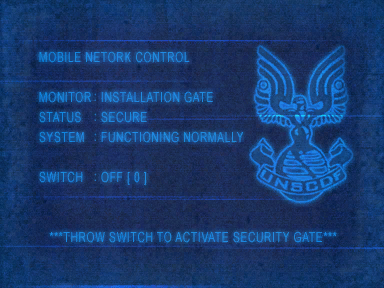 MOBILE NETORK CONTROL
MONITOR : INSTALLATION GATE
STATUS : SECURE
SYSTEM : FUNCTIONING NORMALLY
SWITCH : OFF [ 0 ]
UNSCDF
***THROW SWITCH TO ACTIVATE SECURITY GATE***